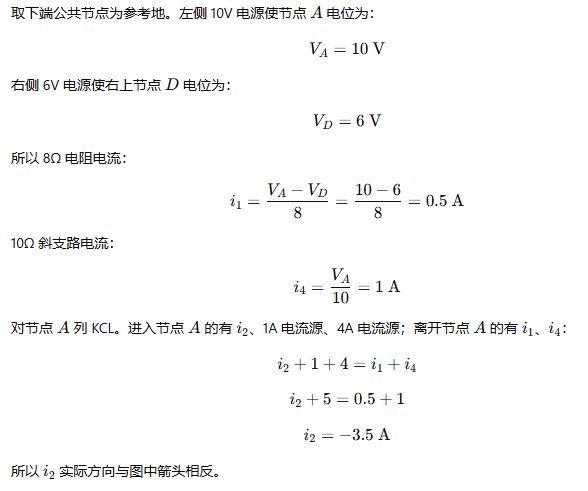 取下端公共节点为参考地。左侧 10V 电源使节点 A 电位为：
V_A = 10 V
右侧 6V 电源使右上节点 D 电位为：
V_D = 6 V
所以 8Ω 电阻电流：
i_1 = \frac{V_A − V_D}{8} = \frac{10 − 6}{8} = 0.5 A
10Ω 斜支路电流：
i_4 = \frac{V_A}{10} = 1 A
对节点 A 列 KCL。进入节点 A 的有 i_2、1A 电流源、4A 电流源；离开节点 A 的有 i_1、i_4：
i_2 + 1 + 4 = i_1 + i_4
i_2 + 5 = 0.5 + 1
i_2 = −3.5 A
所以 i_2 实际方向与图中箭头相反。